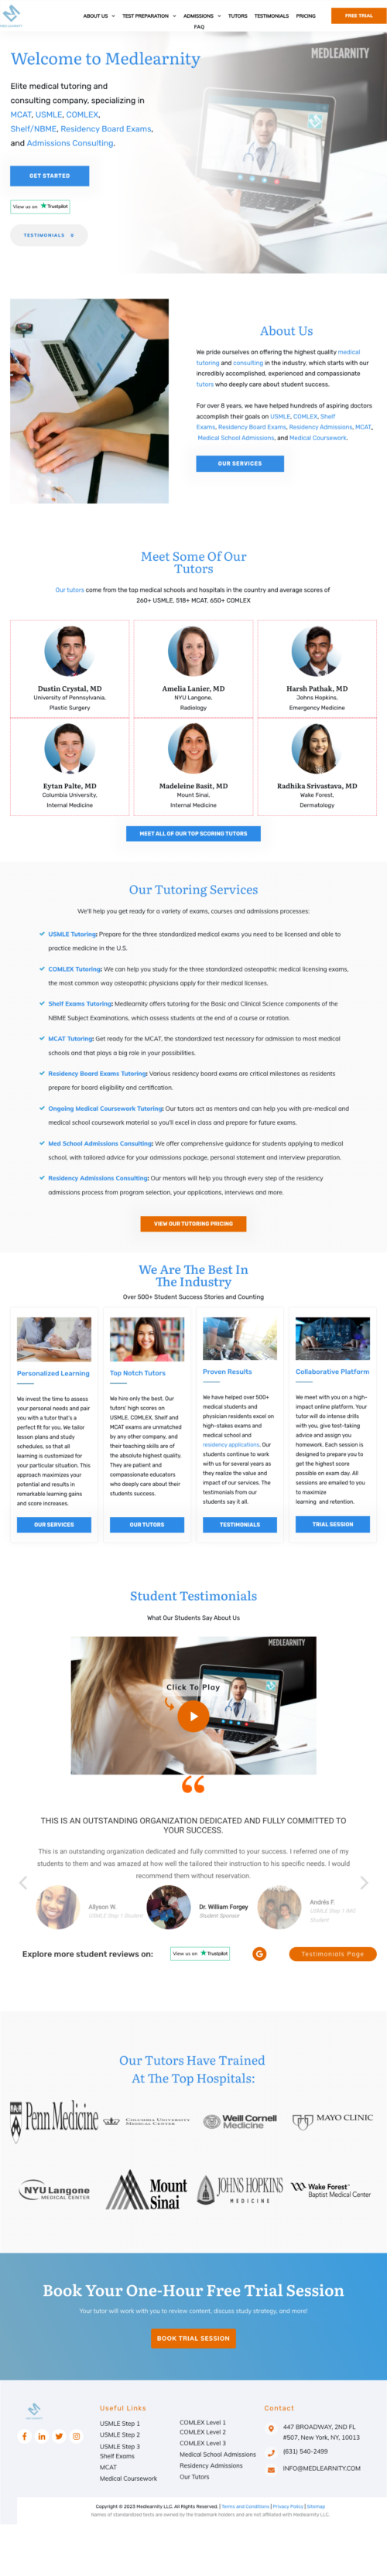 ABOUT US TEST PREPARATION ADMISSIONS TUTORS TESTIMONIALS PRICING
FAQ
FREE TRIAL
MEDLEARNITY
Welcome to Medlearnity
Elite medical tutoring and
consulting company, specializing in
MCAT, USMLE, COMLEX,
Shelf/NBME, Residency Board Exams,
and Admissions Consulting.
GET STARTED
View us on Trustpilot
TESTIMONIALS
About Us
We pride ourselves on offering the highest quality medical
tutoring and consulting in the industry, which starts with our
incredibly accomplished, experienced and compassionate
tutors who deeply care about student success.
For over 8 years, we have helped hundreds of aspiring doctors
accomplish their goals on USMLE, COMLEX, Shelf
Exams, Residency Board Exams, Residency Admissions, MCAT,
Medical School Admissions, and Medical Coursework.
OUR SERVICES
Meet Some Of Our
Tutors
Our tutors come from the top medical schools and hospitals in the country and average scores of
260+ USMLE, 518+ MCAT, 650+ COMLEX
Dustin Crystal, MD
University of Pennsylvania,
Plastic Surgery
Amelia Lanier, MD
NYU Langone,
Radiology
Harsh Pathak, MD
Johns Hopkins,
Emergency Medicine
Eytan Palte, MD
Columbia University,
Internal Medicine
Madeleine Basit, MD
Mount Sinai,
Internal Medicine
Radhika Srivastava, MD
Wake Forest,
Dermatology
MEET ALL OF OUR TOP SCORING TUTORS
Our Tutoring Services
We'll help you get ready for a variety of exams, courses and admissions processes:
USMLE Tutoring: Prepare for the three standardized medical exams you need to be licensed and able to
practice medicine in the U.S.
COMLEX Tutoring: We can help you study for the three standardized osteopathic medical licensing exams,
the most common way osteopathic physicians apply for their medical licenses.
Shelf Exams Tutoring: Medlearnity offers tutoring for the Basic and Clinical Science components of the
NBME Subject Examinations, which assess students at the end of a course or rotation.
MCAT Tutoring: Get ready for the MCAT, the standardized test necessary for admission to most medical
schools and that plays a big role in your possibilities.
Residency Board Exams Tutoring: Various residency board exams are critical milestones as residents
prepare for board eligibility and certification.
Ongoing Medical Coursework Tutoring: Our tutors act as mentors and can help you with pre-medical and
medical school coursework material so you'll excel in class and prepare for future exams.
Med School Admissions Consulting: We offer comprehensive guidance for students applying to medical
school, with tailored advice for your admissions package, personal statement and interview preparation.
Residency Admissions Consulting: Our mentors will help you through every step of the residency
admissions process from program selection, your applications, interviews and more.
VIEW OUR TUTORING PRICING
We Are The Best In
The Industry
Over 500+ Student Success Stories and Counting
Personalized Learning
We invest the time to assess
your personal needs and pair
you with a tutor that's a
perfect fit for you. We tailor
lesson plans and study
schedules, so that all
learning is customized for
your particular situation. This
approach maximizes your
potential and results in
remarkable learning gains
and score increases.
OUR SERVICES
Top Notch Tutors
We hire only the best. Our
tutors' high scores on
USMLE, COMLEX, Shelf and
MCAT exams are unmatched
by any other company, and
their teaching skills are of
the absolute highest quality.
They are patient and
compassionate educators
who deeply care about their
students success.
OUR TUTORS
Proven Results
We have helped over 500+
medical students and
physician residents excel on
high-stakes exams and
medical school and
residency applications. Our
students continue to work
with us for several years as
they realize the value and
impact of our services. The
testimonials from our
students say it all.
TESTIMONIALS
Collaborative Platform
We meet with you on a high-
impact online platform. Your
tutor will do intense drills
with you, give test-taking
advice and assign you
homework. Each session is
designed to prepare you to
get the highest score
possible on exam day. All
sessions are emailed to you
to maximize
learning and retention.
TRIAL SESSION
Student Testimonials
What Our Students Say About Us
MEDLEARNITY
Click To Play
THIS IS AN OUTSTANDING ORGANIZATION DEDICATED AND FULLY COMMITTED TO
YOUR SUCCESS.
This is an outstanding organization dedicated and fully committed to your success. I referred one of my
students to them and was amazed at how well the tailored their instruction to his specific needs. I would
recommend them without reservation.
Allyson W.
USMLE Step 1 Student
Dr. William Forgey
Student Sponsor
Andrés F.
USMLE Step 1 IMG
Student
Explore more student reviews on:
View us on Trustpilot
G
Testimonials Page
Our Tutors Have Trained
At The Top Hospitals:
Penn Medicine
COLUMBIA UNIVERSITY
MEDICAL CENTER
Weill Cornell
Medicine
MAYO CLINIC
NYU Langone
MEDICAL CENTER
Mount
Sinai
JOHNS HOPKINS
MEDICINE
Wake Forest
Baptist Medical Center
Book Your One-Hour Free Trial Session
Your tutor will work with you to review content, discuss study strategy, and more!
BOOK TRIAL SESSION
Useful Links
USMLE Step 1
USMLE Step 2
USMLE Step 3
Shelf Exams
MCAT
Medical Coursework
COMLEX Level 1
COMLEX Level 2
COMLEX Level 3
Medical School Admissions
Residency Admissions
Our Tutors
Contact
447 BROADWAY, 2ND FL
#507, New York, NY, 10013
(631) 540-2499
INFO@MEDLEARNITY.COM
Copyright © 2023 Medlearnity LLC. All Rights Reserved. | Terms and Conditions | Privacy Policy | Sitemap
Names of standardized tests are owned by the trademark holders and are not affiliated with Medlearnity LLC.